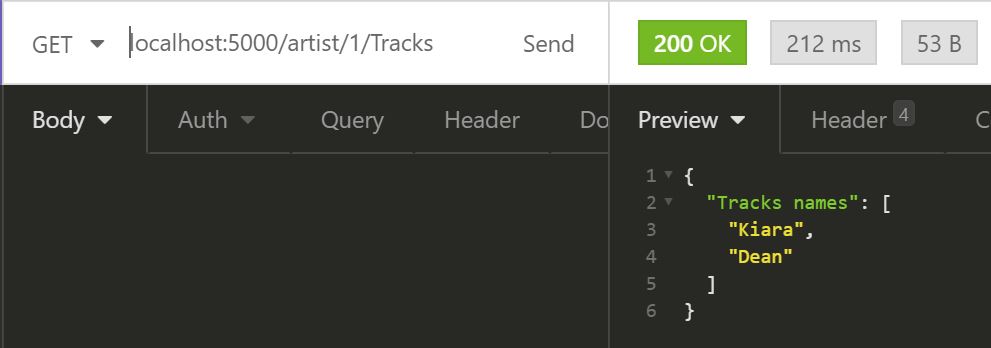 GET localhost:5000/artist/1/Tracks Send 200 OK 212 ms 53 B
Body Auth Query Header Do Preview Header 4 C
1 {
2 "Tracks names": [
3 "Kiara",
4 "Dean"
5 ]
6 }